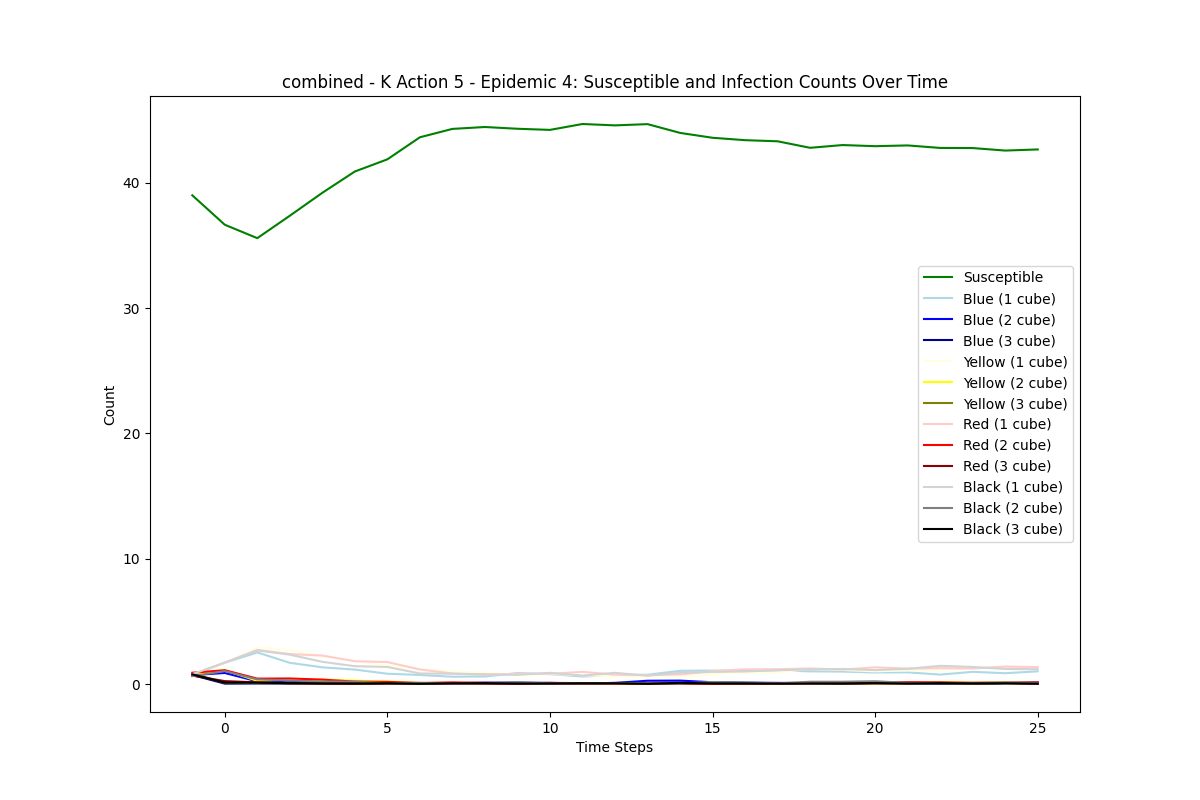 combined - K Action 5 - Epidemic 4: Susceptible and Infection Counts Over Time
Count
40
30
20
10
0
Susceptible
Blue (1 cube)
Blue (2 cube)
Blue (3 cube)
Yellow (1 cube)
Yellow (2 cube)
Yellow (3 cube)
Red (1 cube)
Red (2 cube)
Red (3 cube)
Black (1 cube)
Black (2 cube)
Black (3 cube)
0 5 10 15 20 25
Time Steps